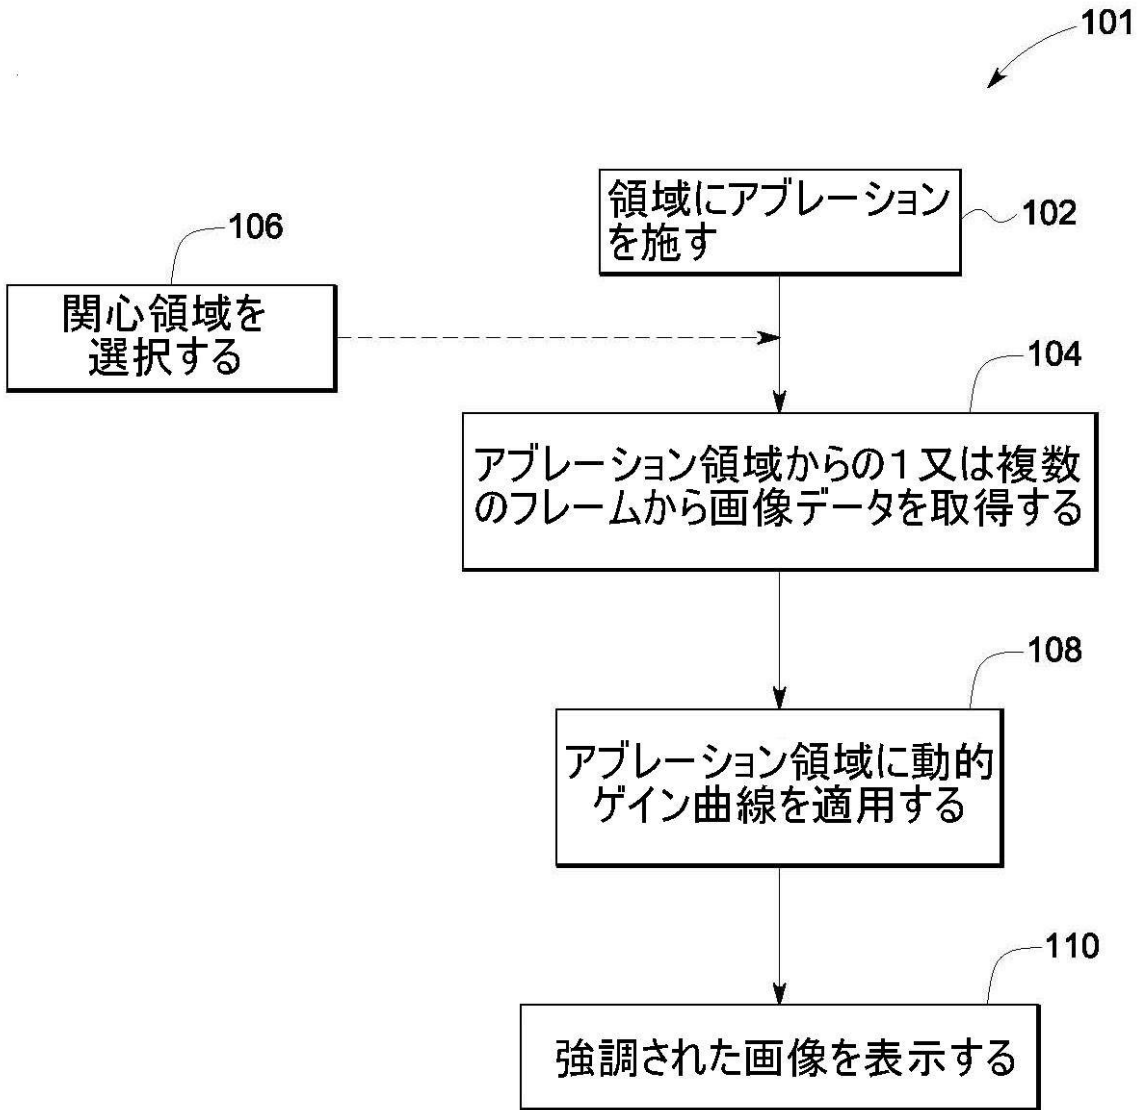 101
領域にアブレーション
を施す
102
106
関心領域を
選択する
104
アブレーション領域からの1又は複数
のフレームから画像データを取得する
108
アブレーション領域に動的
ゲイン曲線を適用する
110
強調された画像を表示する